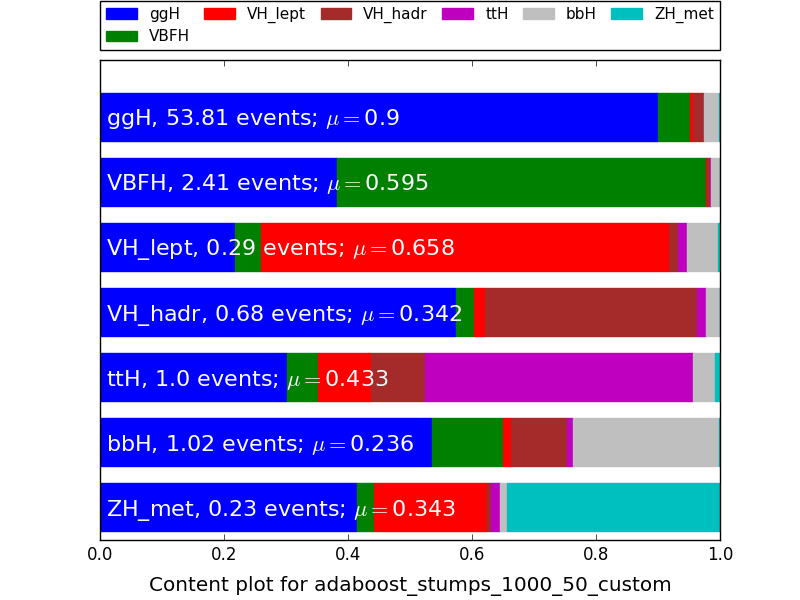 ggH VH_lept VH_hadr ttH bbH ZH_met
VBFH
ggH, 53.81 events; μ = 0.9
VBFH, 2.41 events; μ = 0.595
VH_lept, 0.29 events; μ = 0.658
VH_hadr, 0.68 events; μ = 0.342
ttH, 1.0 events; μ = 0.433
bbH, 1.02 events; μ = 0.236
ZH_met, 0.23 events; μ = 0.343
0.0 0.2 0.4 0.6 0.8 1.0
Content plot for adaboost_stumps_1000_50_custom